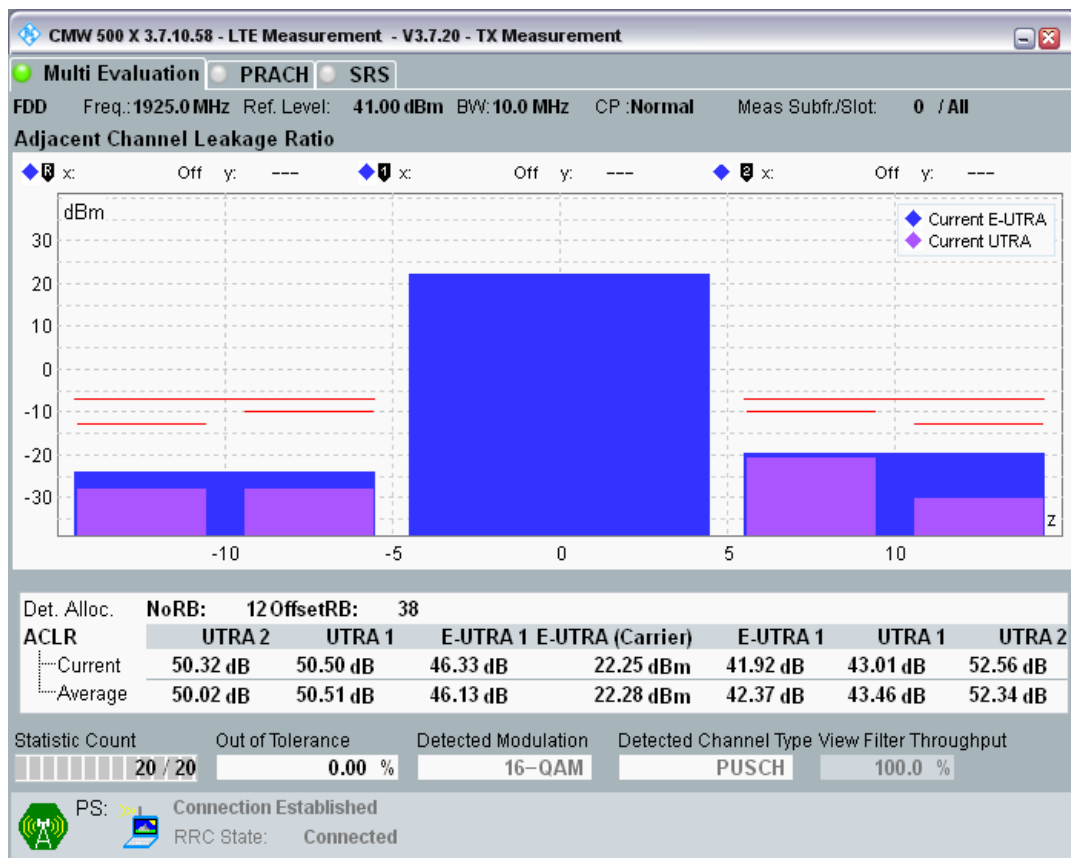 CMW 500 X 3.7.10.58 - LTE Measurement - V3.7.20 - TX Measurement
Multi Evaluation PRACH SRS
FDD Freq.: 1925.0 MHz Ref. Level: 41.00 dBm BW: 10.0 MHz CP :Normal Meas Subfr./Slot: 0 / All
Adjacent Channel Leakage Ratio
R x: Off y: --- 1 x: Off y: --- 2 x: Off y: ---
dBm
Current E-UTRA
Current UTRA
30
20
10
0
-10
-20
-30
z
-10 -5 0 5 10
Det. Alloc. NoRB: 12 OffsetRB: 38
ACLR UTRA 2 UTRA 1 E-UTRA 1 E-UTRA (Carrier) E-UTRA 1 UTRA 1 UTRA 2
Current 50.32 dB 50.50 dB 46.33 dB 22.25 dBm 41.92 dB 43.01 dB 52.56 dB
Average 50.02 dB 50.51 dB 46.13 dB 22.28 dBm 42.37 dB 43.46 dB 52.34 dB
Statistic Count Out of Tolerance Detected Modulation Detected Channel Type View Filter Throughput
20 / 20 0.00 % 16-QAM PUSCH 100.0 %
PS: Connection Established
RRC State: Connected